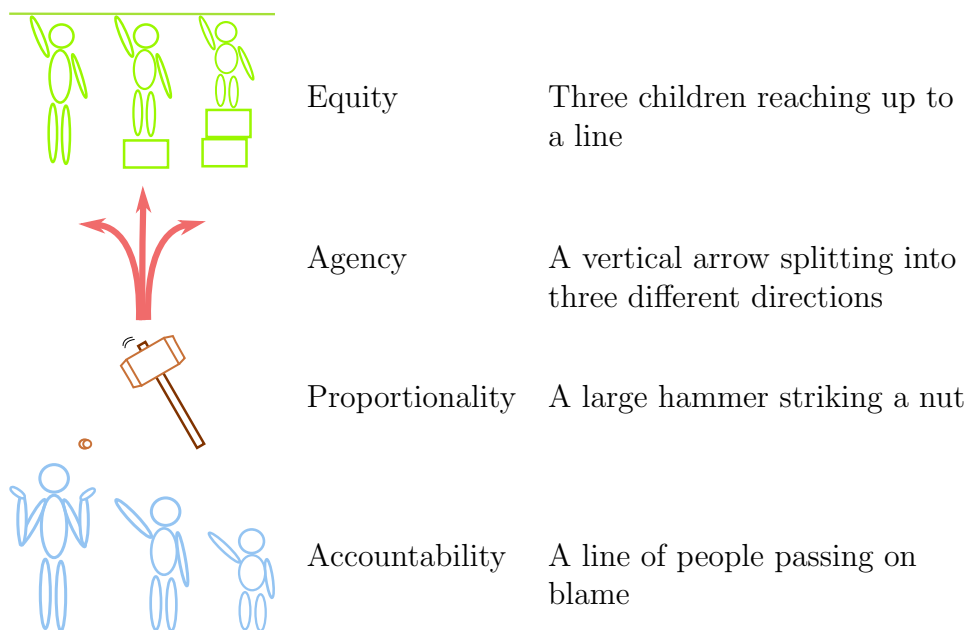 Equity Three children reaching up to
a line
Agency A vertical arrow splitting into
three different directions
Proportionality A large hammer striking a nut
Accountability A line of people passing on
blame